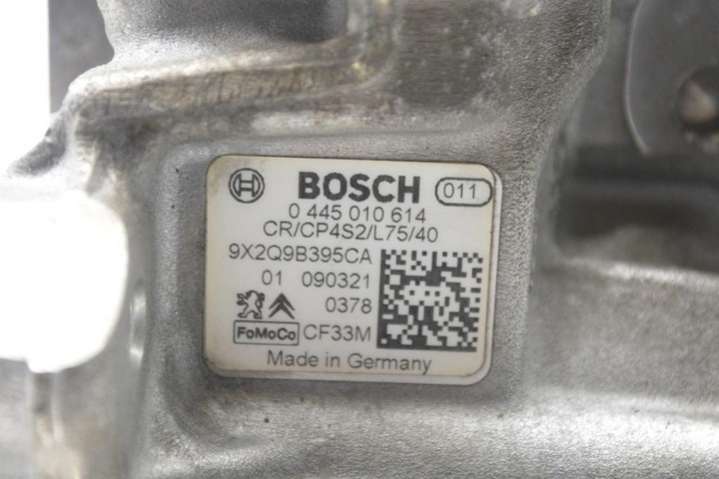 BOSCH 011
0 445 010 614
CR/CP4S2/L75/40
9X2Q9B395CA
01 090321
0378
FoMoCo CF33M
Made in Germany